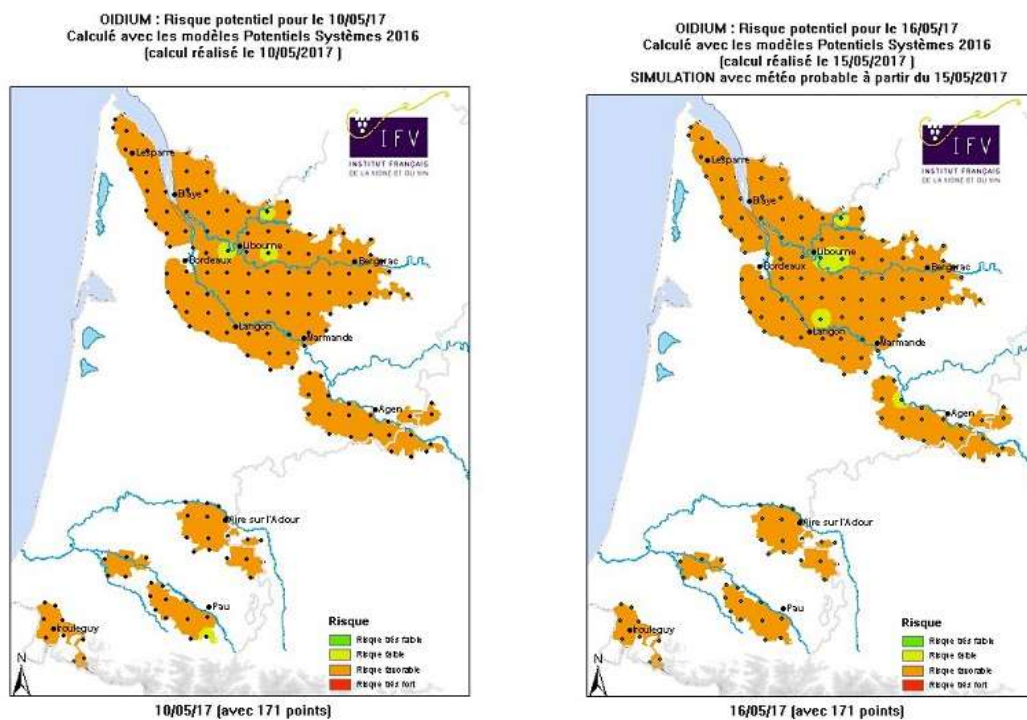 OIDIUM : Risque potentiel pour le 10/05/17
Calculé avec les modèles Potentiels Systèmes 2016
(calcul réalisé le 10/05/2017 )
IFV
INSTITUT FRANÇAIS
DE LA VIGNE ET DU VIN
Lesparre
Blaye
Libourne
Bordeaux
Bergerac
Langon
Marmande
Agen
Aire sur l'Adour
Pau
Irouleguy
Risque
Risque très faible
Risque faible
Risque favorable
Risque très fort
N
10/05/17 (avec 171 points)
OIDIUM : Risque potentiel pour le 16/05/17
Calculé avec les modèles Potentiels Systèmes 2016
(calcul réalisé le 15/05/2017 )
SIMULATION avec météo probable à partir du 15/05/2017
IFV
INSTITUT FRANÇAIS
DE LA VIGNE ET DU VIN
Lesparre
Blaye
Libourne
Bordeaux
Bergerac
Langon
Marmande
Agen
Aire sur l'Adour
Pau
Irouleguy
Risque
Risque très faible
Risque faible
Risque favorable
Risque très fort
N
16/05/17 (avec 171 points)